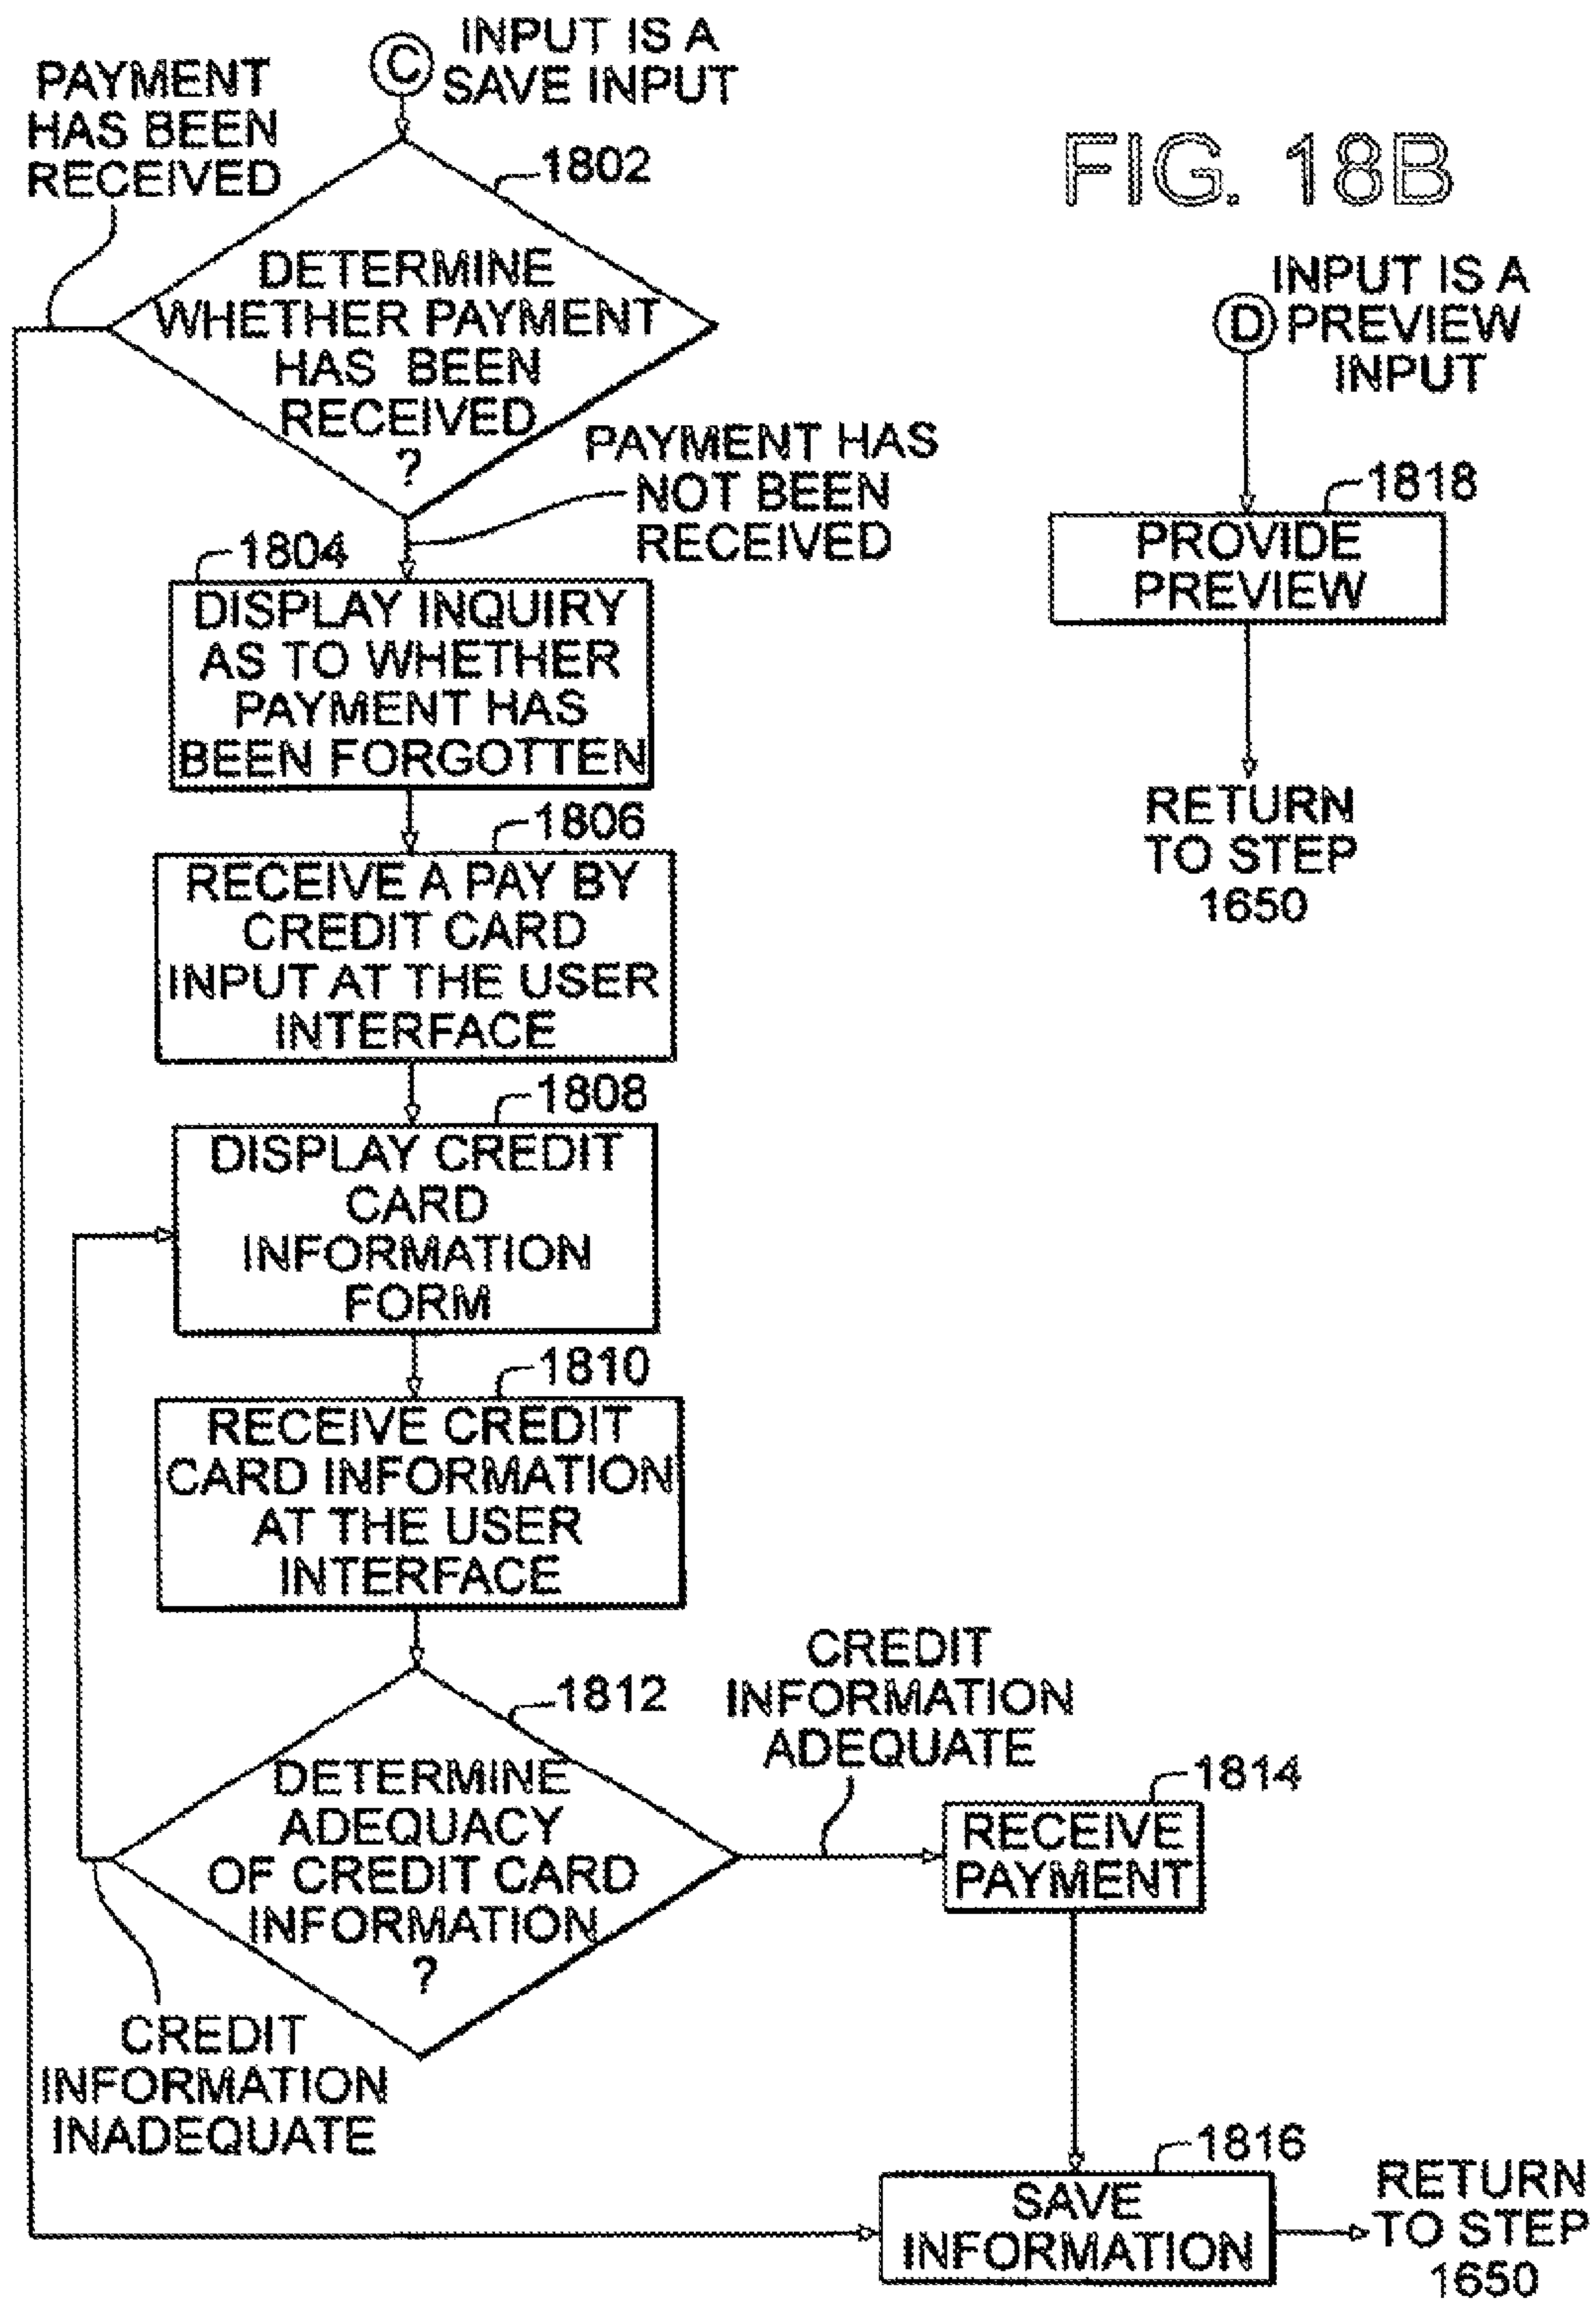 C
INPUT IS A
SAVE INPUT
PAYMENT
HAS BEEN
RECEIVED
1802
FIG. 18B
DETERMINE
WHETHER PAYMENT
HAS BEEN
RECEIVED
?
PAYMENT HAS
NOT BEEN
RECEIVED
1804
DISPLAY INQUIRY
AS TO WHETHER
PAYMENT HAS
BEEN FORGOTTEN
1806
RECEIVE A PAY BY
CREDIT CARD
INPUT AT THE USER
INTERFACE
1808
DISPLAY CREDIT
CARD
INFORMATION
FORM
1810
RECEIVE CREDIT
CARD INFORMATION
AT THE USER
INTERFACE
1812
DETERMINE
ADEQUACY
OF CREDIT CARD
INFORMATION
?
CREDIT
INFORMATION
INADEQUATE
CREDIT
INFORMATION
ADEQUATE
1814
RECEIVE
PAYMENT
1816
SAVE
INFORMATION
RETURN
TO STEP
1650
D
INPUT IS A
PREVIEW
INPUT
1818
PROVIDE
PREVIEW
RETURN
TO STEP
1650